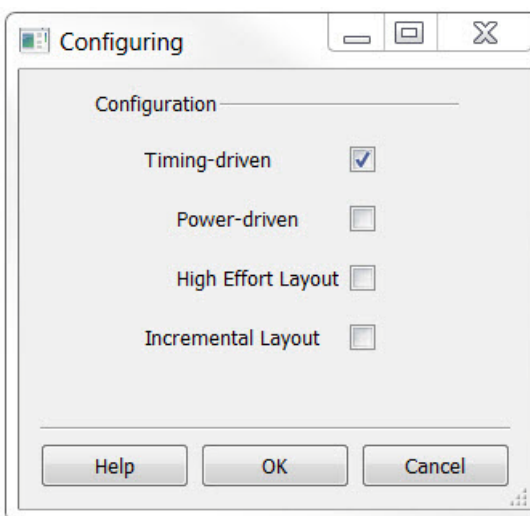 Configuring
Configuration
Timing-driven
Power-driven
High Effort Layout
Incremental Layout
Help OK Cancel